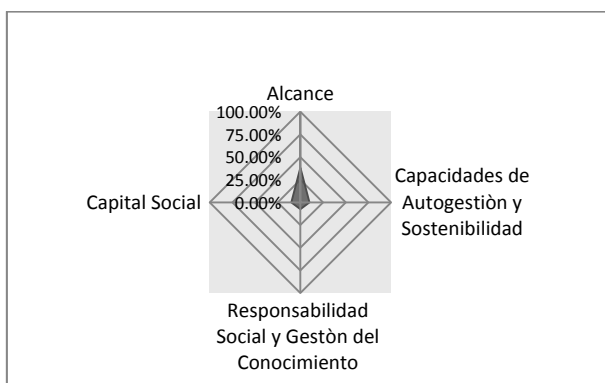 Alcance
100.00%
75.00%
50.00%
25.00%
0.00%
Capacidades de
Autogestiòn y
Sostenibilidad
Capital Social
Responsabilidad
Social y Gestòn del
Conocimiento